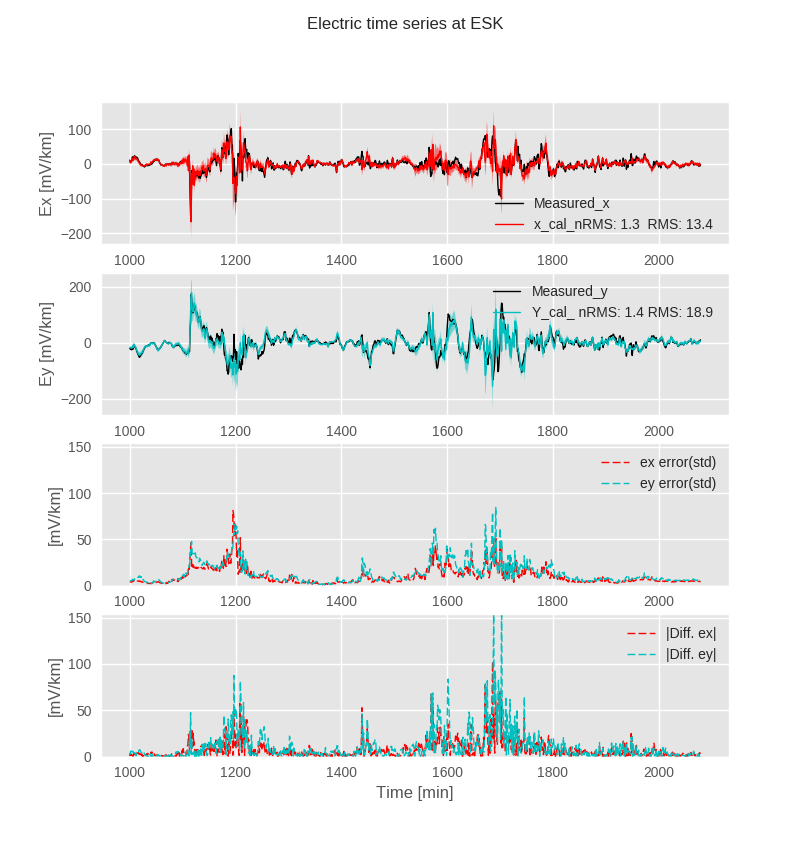 Electric time series at ESK
Ex [mV/km]
100
0
−100
−200
Measured_x
x_cal_nRMS: 1.3 RMS: 13.4
1000 1200 1400 1600 1800 2000
Ey [mV/km]
200
0
−200
Measured_y
Y_cal_ nRMS: 1.4 RMS: 18.9
1000 1200 1400 1600 1800 2000
[mV/km]
150
100
50
0
ex error(std)
ey error(std)
1000 1200 1400 1600 1800 2000
[mV/km]
150
100
50
0
|Diff. ex|
|Diff. ey|
1000 1200 1400 1600 1800 2000
Time [min]